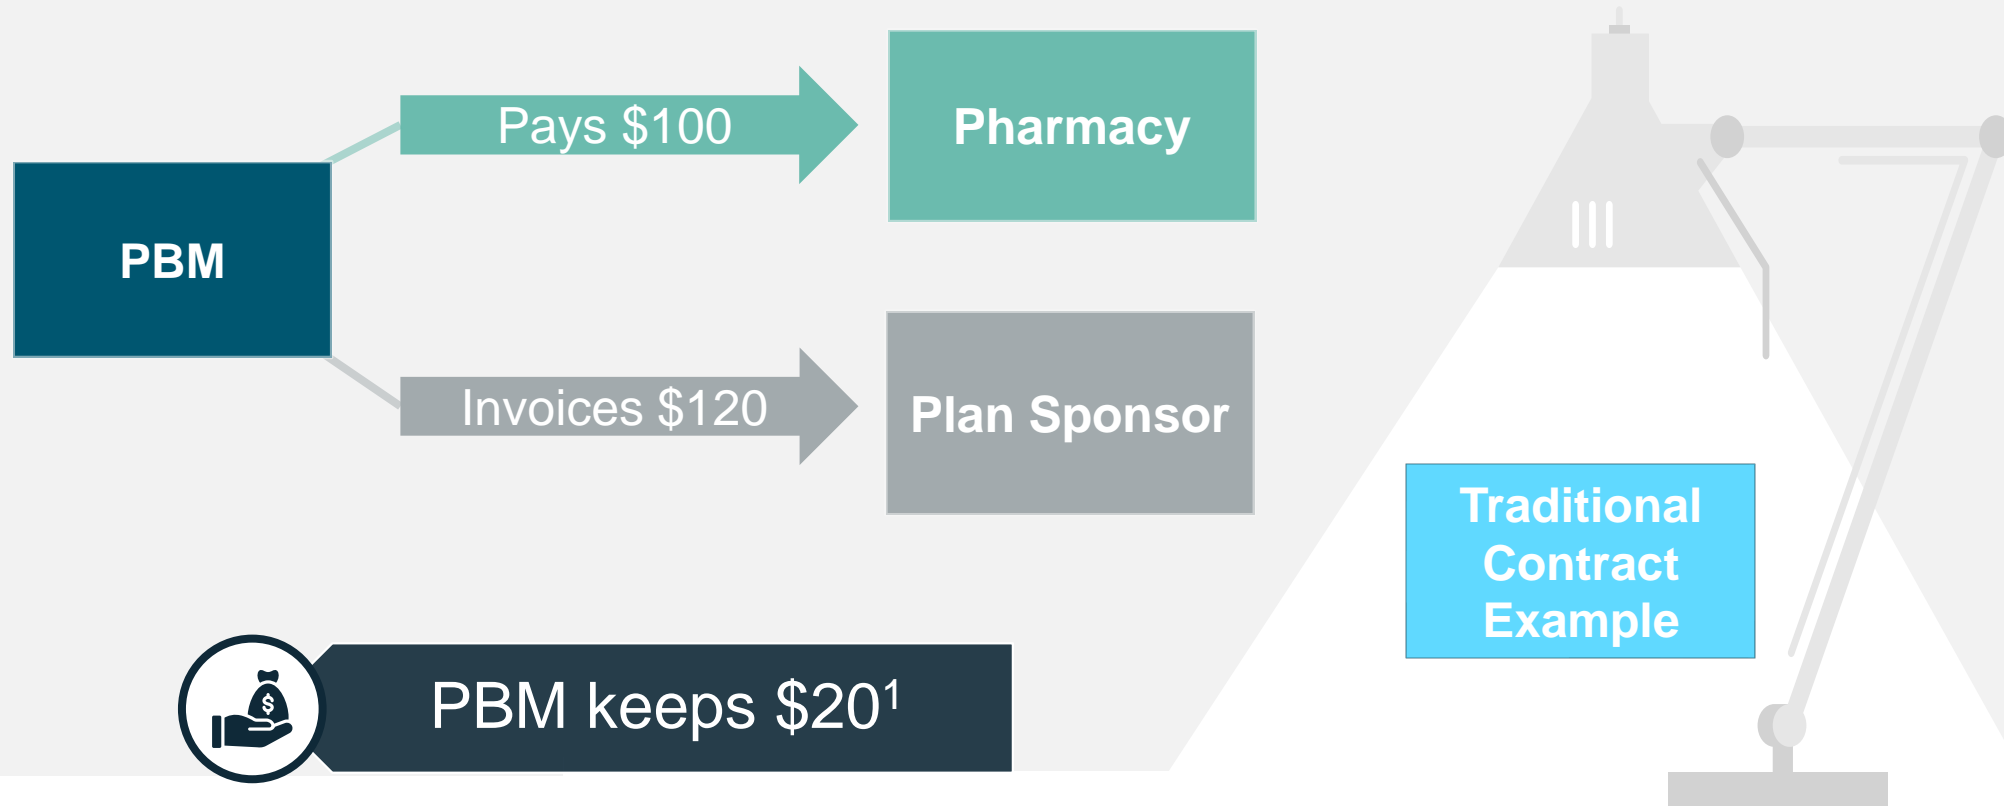 Pays $100
Pharmacy
PBM
Invoices $120
Plan Sponsor
Traditional
Contract
Example
$
PBM keeps $20¹